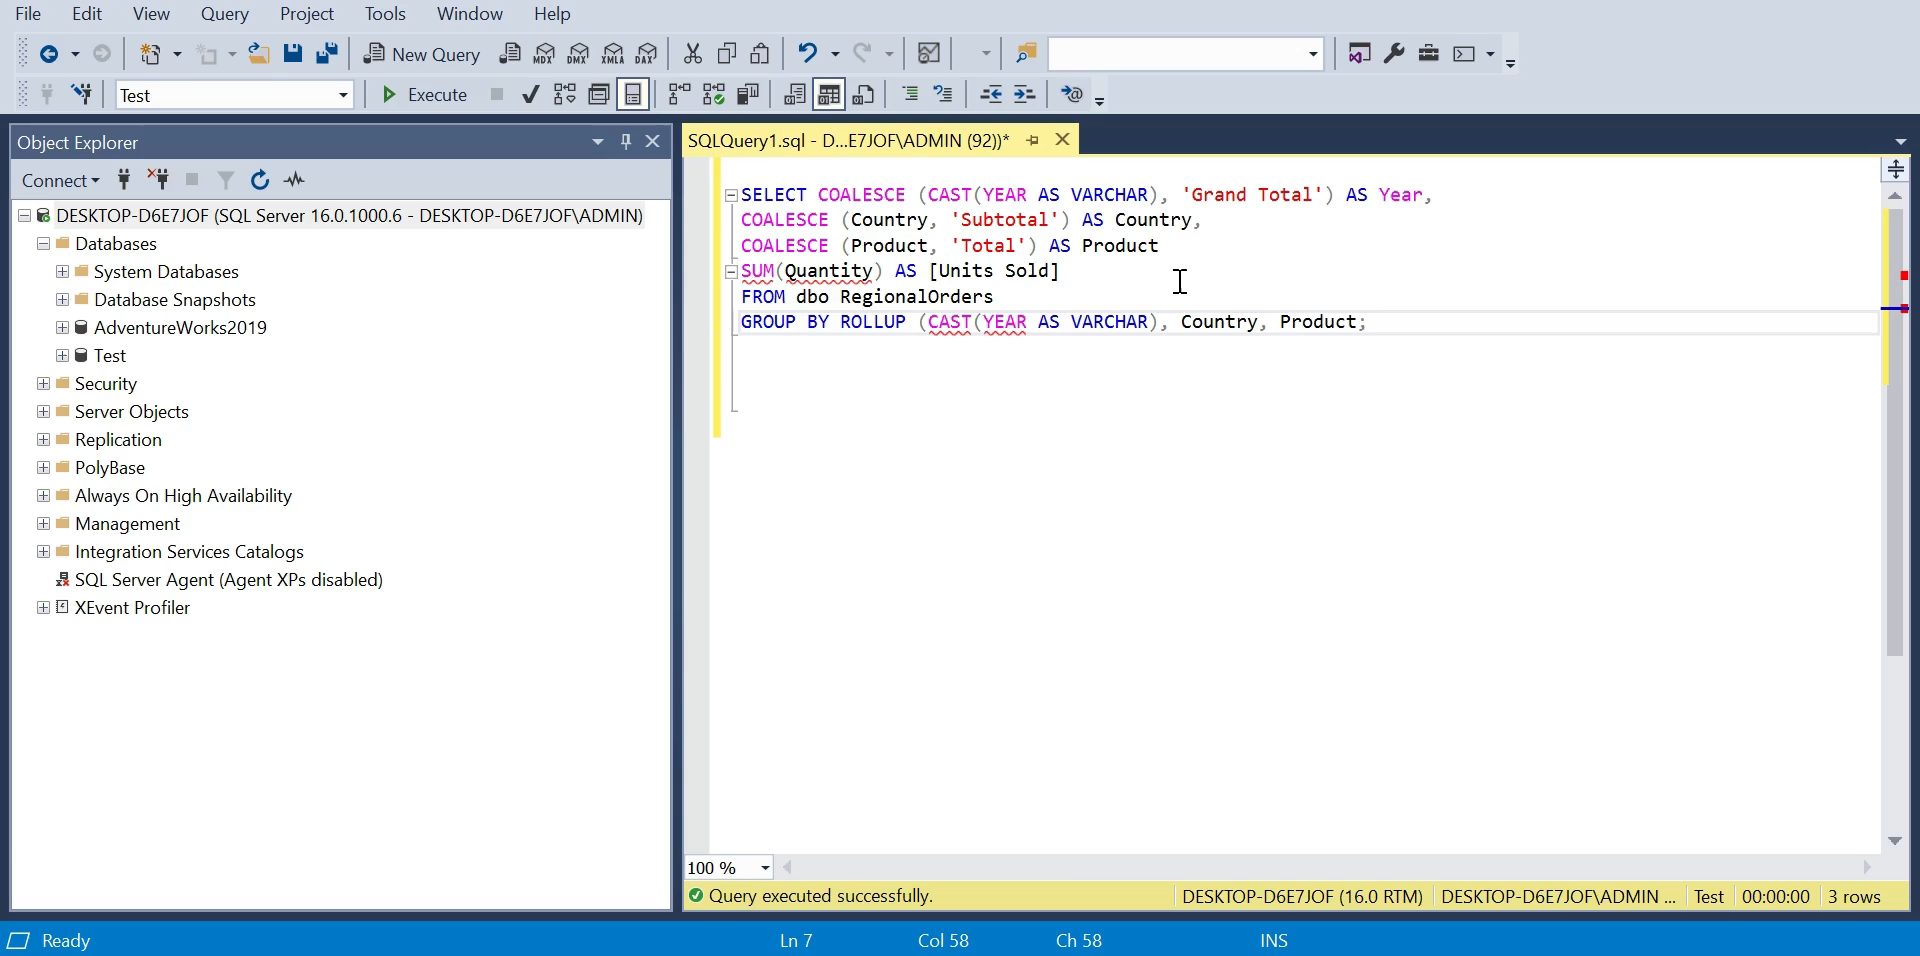 File Edit View Query Project Tools Window Help
New Query MDX DMX XMLA DAX
Test Execute
Object Explorer
Connect
DESKTOP-D6E7JOF (SQL Server 16.0.1000.6 - DESKTOP-D6E7JOF\ADMIN)
Databases
System Databases
Database Snapshots
AdventureWorks2019
Test
Security
Server Objects
Replication
PolyBase
Always On High Availability
Management
Integration Services Catalogs
SQL Server Agent (Agent XPs disabled)
XEvent Profiler
SQLQuery1.sql - D...E7JOF\ADMIN (92))*
SELECT COALESCE (CAST(YEAR AS VARCHAR), 'Grand Total') AS Year,
COALESCE (Country, 'Subtotal') AS Country,
COALESCE (Product, 'Total') AS Product
SUM(Quantity) AS [Units Sold]
FROM dbo RegionalOrders
GROUP BY ROLLUP (CAST(YEAR AS VARCHAR), Country, Product;
100 %
Query executed successfully. DESKTOP-D6E7JOF (16.0 RTM) DESKTOP-D6E7JOF\ADMIN ... Test 00:00:00 3 rows
Ready Ln 7 Col 58 Ch 58 INS